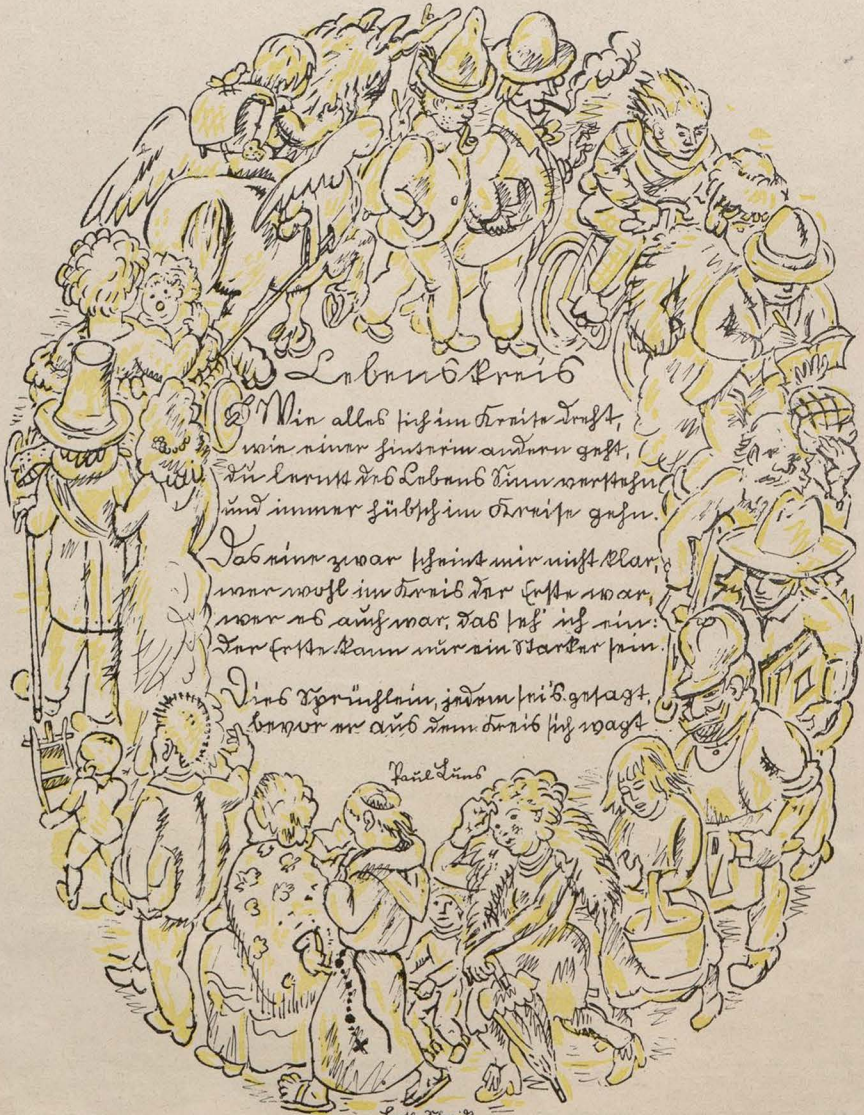 Lebenskreis
Wie alles sich im Kreise dreht,
wie einer hinterm andern geht,
du lernst des Lebens Sinn verstehn
und immer hübsch im Kreise gehn.
Das eine zwar scheint mir nicht klar,
wer wohl im Kreis der Erste war,
wer es auch war, das seh' ich ein:
der Erste kann nur ein Starker sein.
Dies Sprüchlein, jedem sei's gesagt,
bevor er aus dem Kreis sich wagt
Paul Kuns